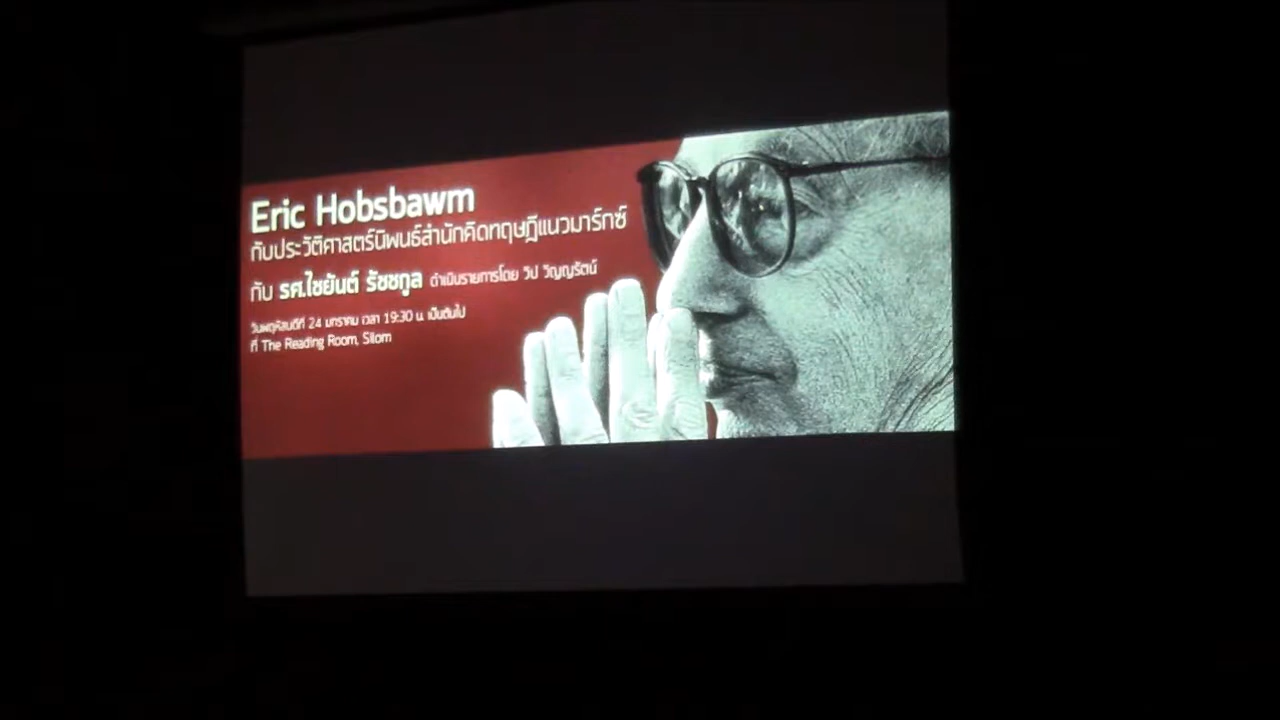 Eric Hobsbawm
กับประวัติศาสตร์นิพนธ์สำนักคิดทฤษฎีแนวมาร์กซ์
กับ รศ.ไชยันต์ รัชชกูล ดำเนินรายการโดย วิป วิญญรัตน์
วันพฤหัสบดีที่ 24 มกราคม เวลา 19:30 น. เป็นต้นไป
ที่ The Reading Room, Silom